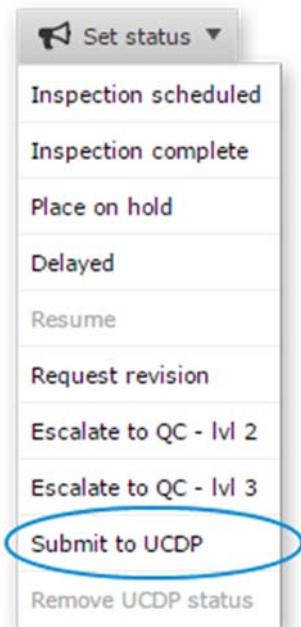 Set status
Inspection scheduled
Inspection complete
Place on hold
Delayed
Resume
Request revision
Escalate to QC - lvl 2
Escalate to QC - lvl 3
Submit to UCDP
Remove UCDP status